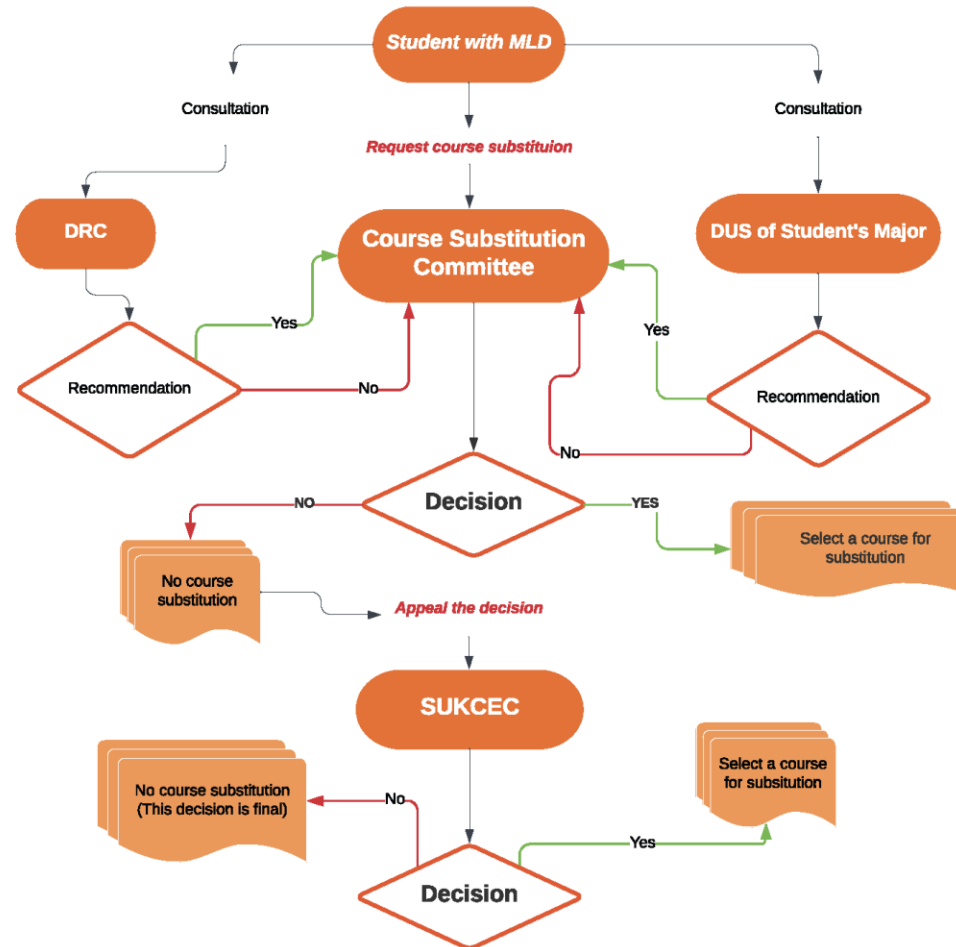 Student with MLD
Consultation
Consultation
Request course substituion
DRC
Course Substitution
Committee
DUS of Student's Major
Yes
Yes
Recommendation
No
Recommendation
No
Decision
NO
YES
No course
substitution
Select a course for
substitution
Appeal the decision
SUKCEC
No course substitution
(This decision is final)
No
Select a course
for subsitution
Yes
Decision